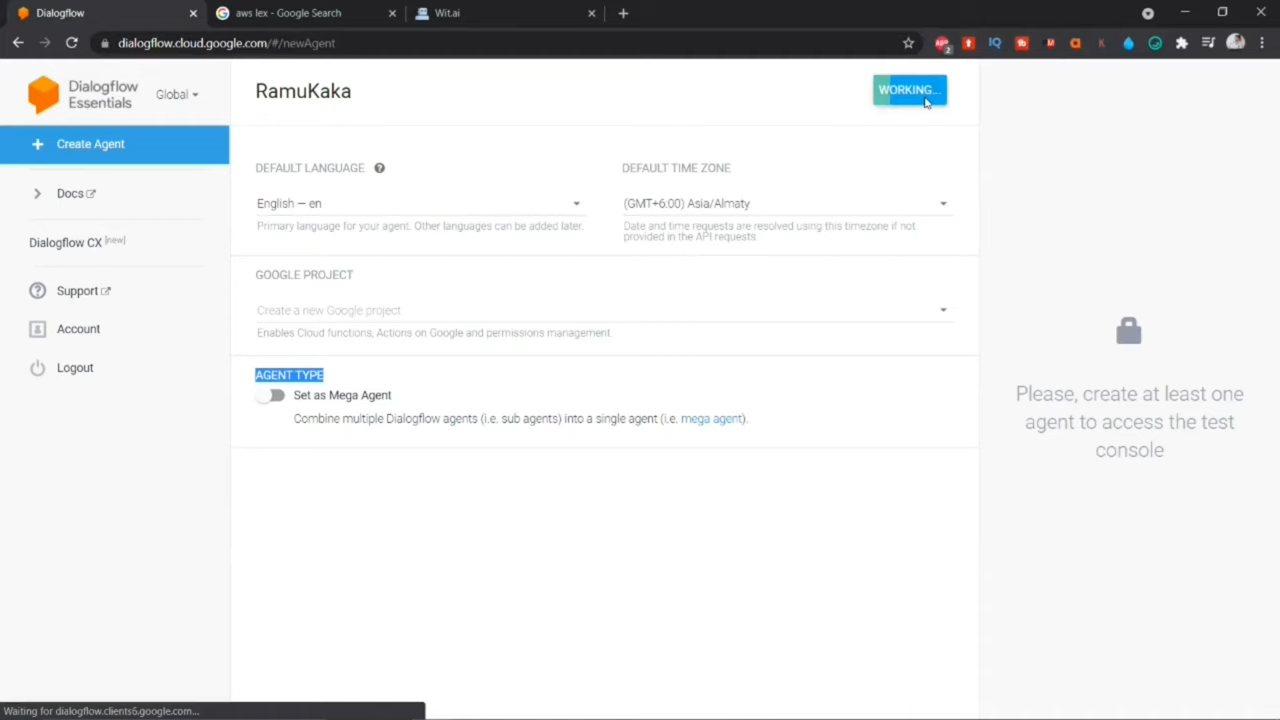 Dialogflow
aws lex - Google Search
Wit.ai
dialogflow.cloud.google.com/#/newAgent
Dialogflow
Essentials
Global
RamuKaka
WORKING...
Create Agent
Docs
Dialogflow CX [new]
Support
Account
Logout
DEFAULT LANGUAGE
DEFAULT TIME ZONE
English — en
(GMT+6:00) Asia/Almaty
Primary language for your agent. Other languages can be added later.
Date and time requests are resolved using this timezone if not
provided in the API requests.
GOOGLE PROJECT
Create a new Google project
Enables Cloud functions, Actions on Google and permissions management.
AGENT TYPE
Set as Mega Agent
Combine multiple Dialogflow agents (i.e. sub agents) into a single agent (i.e. mega agent).
Please, create at least one
agent to access the test
console
Waiting for dialogflow.clients6.google.com...